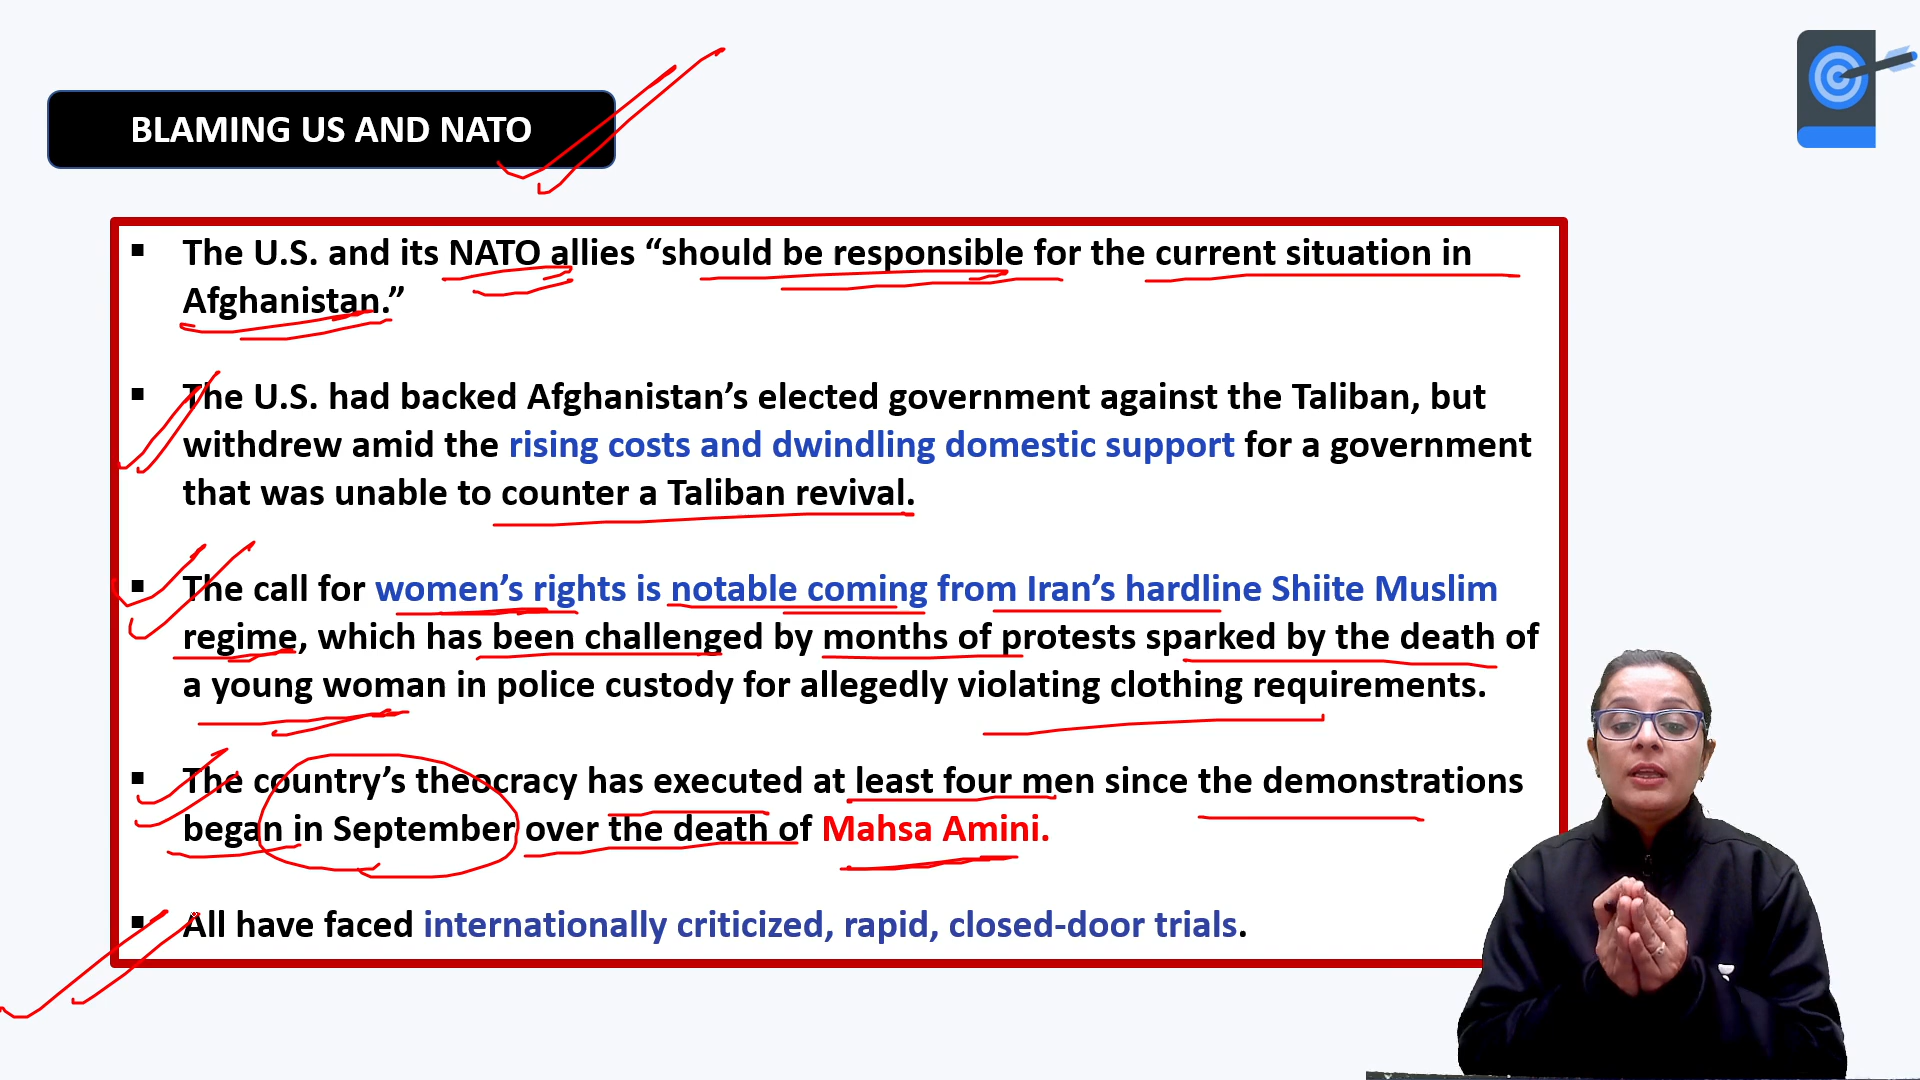 BLAMING US AND NATO
▪ The U.S. and its NATO allies “should be responsible for the current situation in
Afghanistan.”
▪ The U.S. had backed Afghanistan’s elected government against the Taliban, but
withdrew amid the rising costs and dwindling domestic support for a government
that was unable to counter a Taliban revival.
▪ The call for women’s rights is notable coming from Iran’s hardline Shiite Muslim
regime, which has been challenged by months of protests sparked by the death of
a young woman in police custody for allegedly violating clothing requirements.
▪ The country’s theocracy has executed at least four men since the demonstrations
began in September over the death of Mahsa Amini.
▪ All have faced internationally criticized, rapid, closed-door trials.